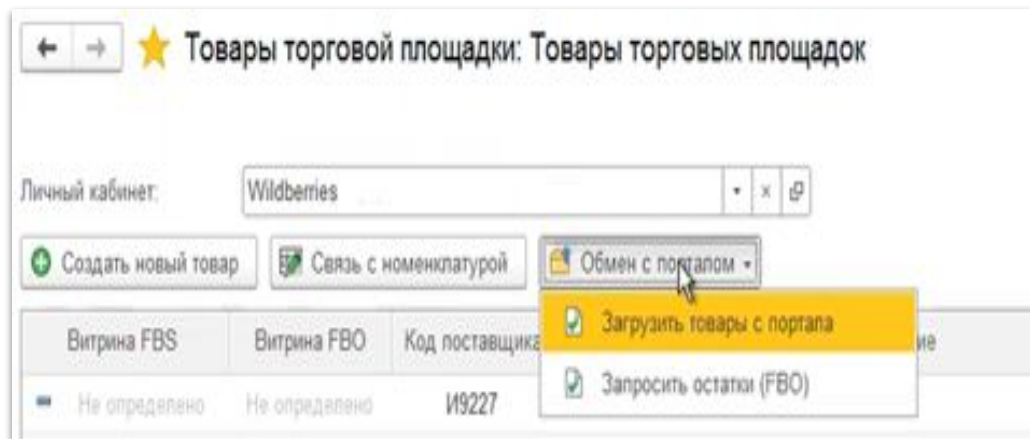 Товары торговой площадки: Товары торговых площадок
Личный кабинет: Wildberries
Создать новый товар Связь с номенклатурой Обмен с порталом
Загрузить товары с портала
Витрина FBS Витрина FBO Код поставщика ие
Запросить остатки (FBO)
Не определено Не определено И9227